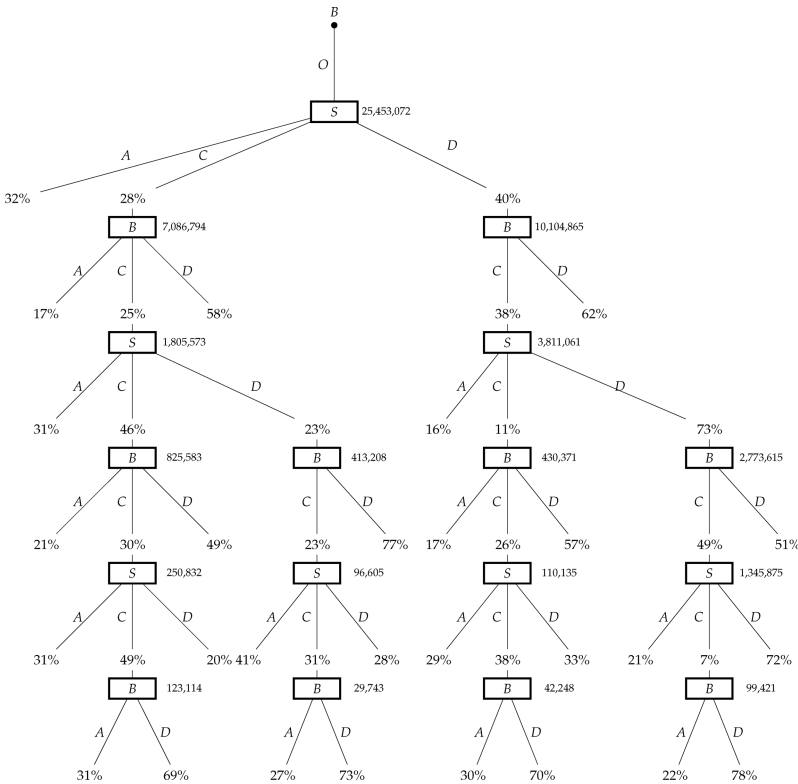 B
O
S 25,453,072
A C D
32% 28% 40%
B 7,086,794 B 10,104,865
A C D C D
17% 25% 58% 38% 62%
S 1,805,573 S 3,811,061
A C D A C D
31% 46% 23% 16% 11% 73%
B 825,583 B 413,208 B 430,371 B 2,773,615
A C D C D A C D C D
21% 30% 49% 23% 77% 17% 26% 57% 49% 51%
S 250,832 S 96,605 S 110,135 S 1,345,875
A C D A C D A C D A C D
31% 49% 20% 41% 31% 28% 29% 38% 33% 21% 7% 72%
B 123,114 B 29,743 B 42,248 B 99,421
A D A D A D A D
31% 69% 27% 73% 30% 70% 22% 78%